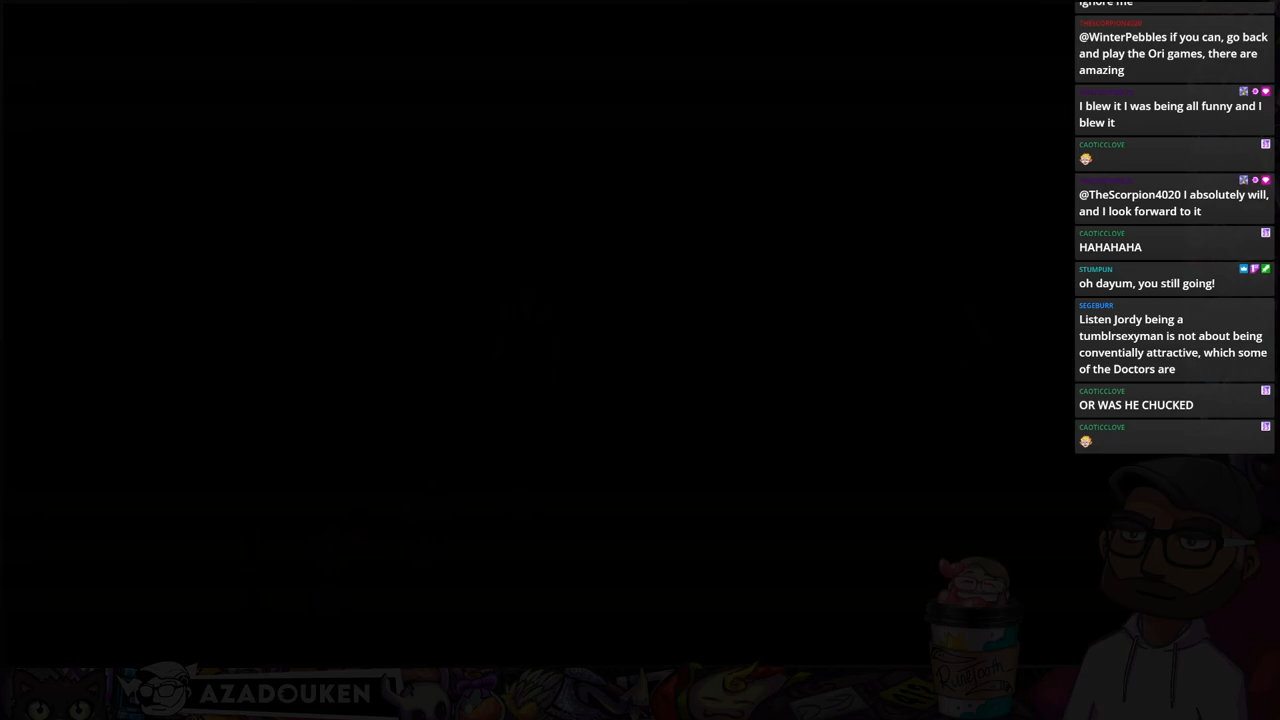 ignore me
THESCORPION4020
@WinterPebbles if you can, go back
and play the Ori games, there are
amazing
I blew it I was being all funny and I
blew it
CAOTICCLOVE
@TheScorpion4020 I absolutely will,
and I look forward to it
CAOTICCLOVE
HAHAHAHA
STUMPUN
oh dayum, you still going!
SEGEBURR
Listen Jordy being a
tumblrsexyman is not about being
conventially attractive, which some
of the Doctors are
CAOTICCLOVE
OR WAS HE CHUCKED
CAOTICCLOVE
AZADOUKEN